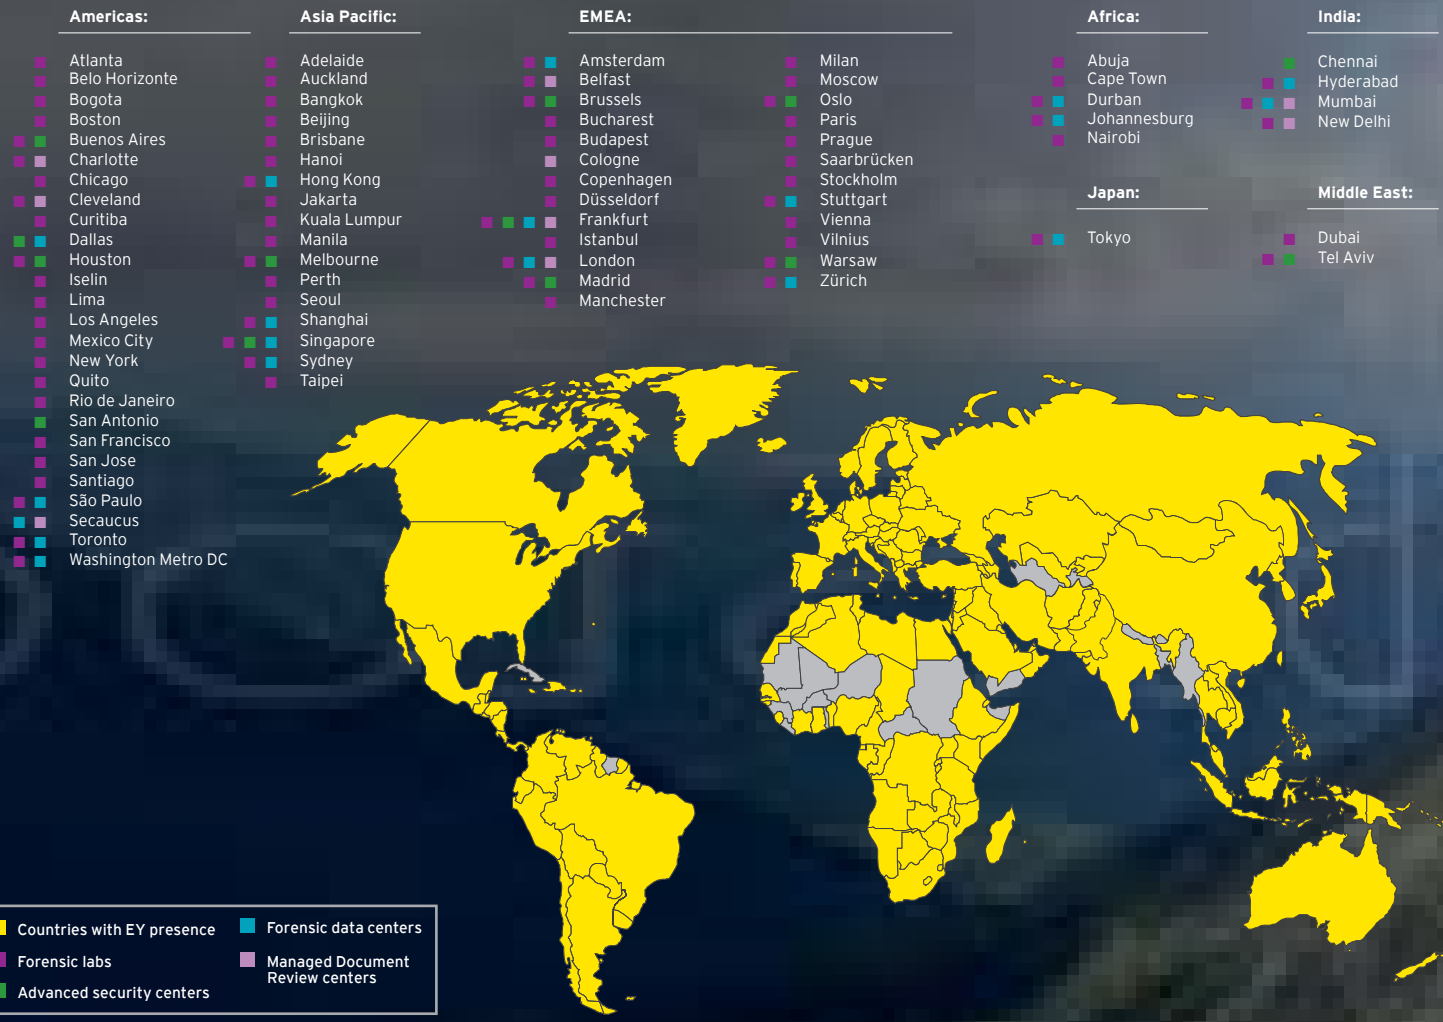 Americas:
Atlanta
Belo Horizonte
Bogota
Boston
Buenos Aires
Charlotte
Chicago
Cleveland
Curitiba
Dallas
Houston
Iselin
Lima
Los Angeles
Mexico City
New York
Quito
Rio de Janeiro
San Antonio
San Francisco
San Jose
Santiago
São Paulo
Secaucus
Toronto
Washington Metro DC
Asia Pacific:
Adelaide
Auckland
Bangkok
Beijing
Brisbane
Hanoi
Hong Kong
Jakarta
Kuala Lumpur
Manila
Melbourne
Perth
Seoul
Shanghai
Singapore
Sydney
Taipei
EMEA:
Amsterdam
Belfast
Brussels
Bucharest
Budapest
Cologne
Copenhagen
Düsseldorf
Frankfurt
Istanbul
London
Madrid
Manchester
Milan
Moscow
Oslo
Paris
Prague
Saarbrücken
Stockholm
Stuttgart
Vienna
Vilnius
Warsaw
Zürich
Africa:
Abuja
Cape Town
Durban
Johannesburg
Nairobi
Japan:
Tokyo
India:
Chennai
Hyderabad
Mumbai
New Delhi
Middle East:
Dubai
Tel Aviv
Countries with EY presence
Forensic labs
Advanced security centers
Forensic data centers
Managed Document
Review centers